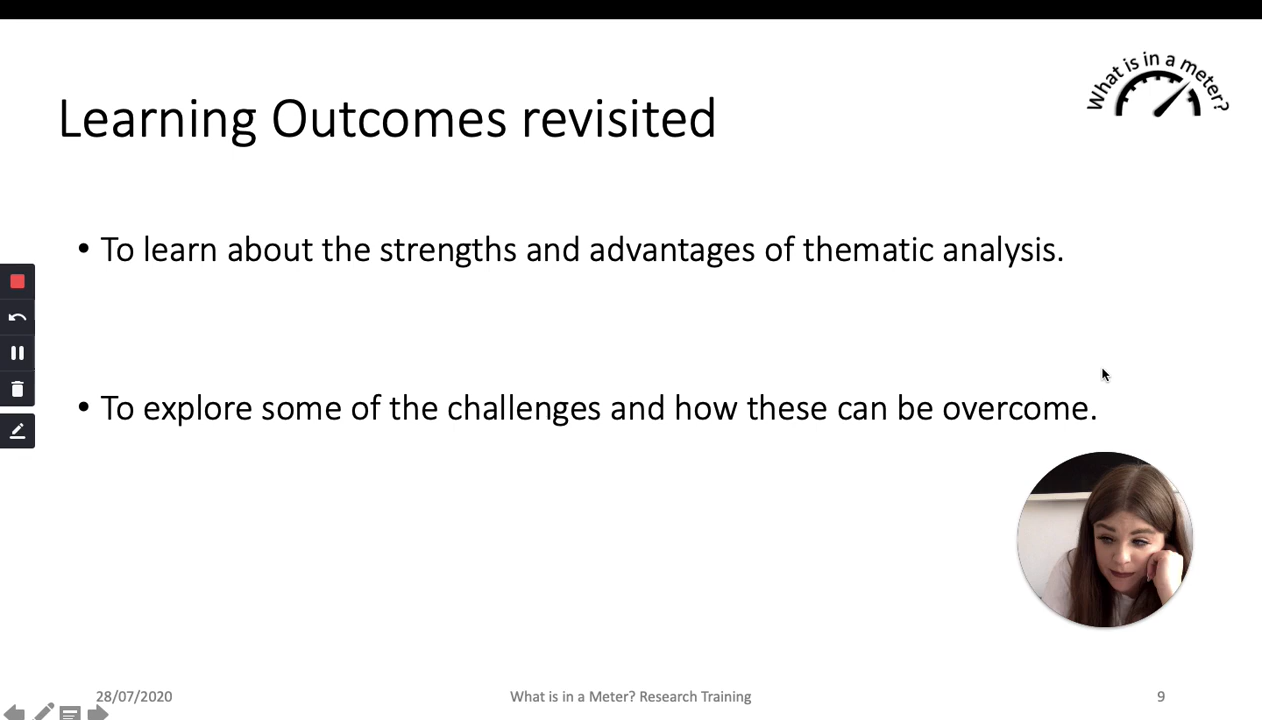 What is in a meter?
Learning Outcomes revisited
• To learn about the strengths and advantages of thematic analysis.
• To explore some of the challenges and how these can be overcome.
28/07/2020
What is in a Meter? Research Training
9